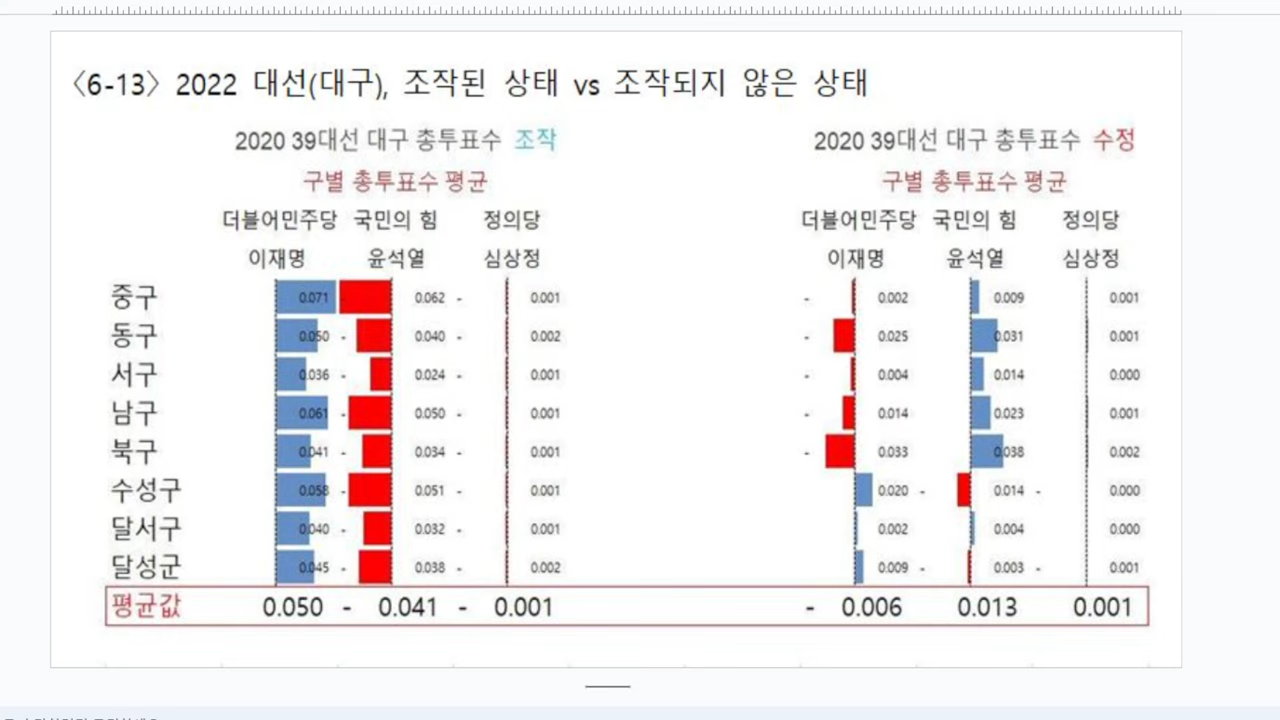 〈6-13〉 2022 대선(대구), 조작된 상태 vs 조작되지 않은 상태
2020 39대선 대구 총투표수 조작 2020 39대선 대구 총투표수 수정
구별 총투표수 평균 구별 총투표수 평균
더불어민주당 국민의 힘 정의당 더불어민주당 국민의 힘 정의당
이재명 윤석열 심상정 이재명 윤석열 심상정
중구 0.071 - 0.062 - 0.001 - 0.002 0.009 0.001
동구 0.050 - 0.040 - 0.002 - 0.025 0.031 0.001
서구 0.036 - 0.024 - 0.001 - 0.004 0.014 0.000
남구 0.061 - 0.050 - 0.001 - 0.014 0.023 0.001
북구 0.041 - 0.034 - 0.001 - 0.033 0.038 0.002
수성구 0.058 - 0.051 - 0.001 0.020 - 0.014 - 0.000
달서구 0.040 - 0.032 - 0.001 0.002 0.004 0.000
달성군 0.045 - 0.038 - 0.002 0.009 - 0.003 - 0.001
평균값 0.050 - 0.041 - 0.001 - 0.006 0.013 0.001